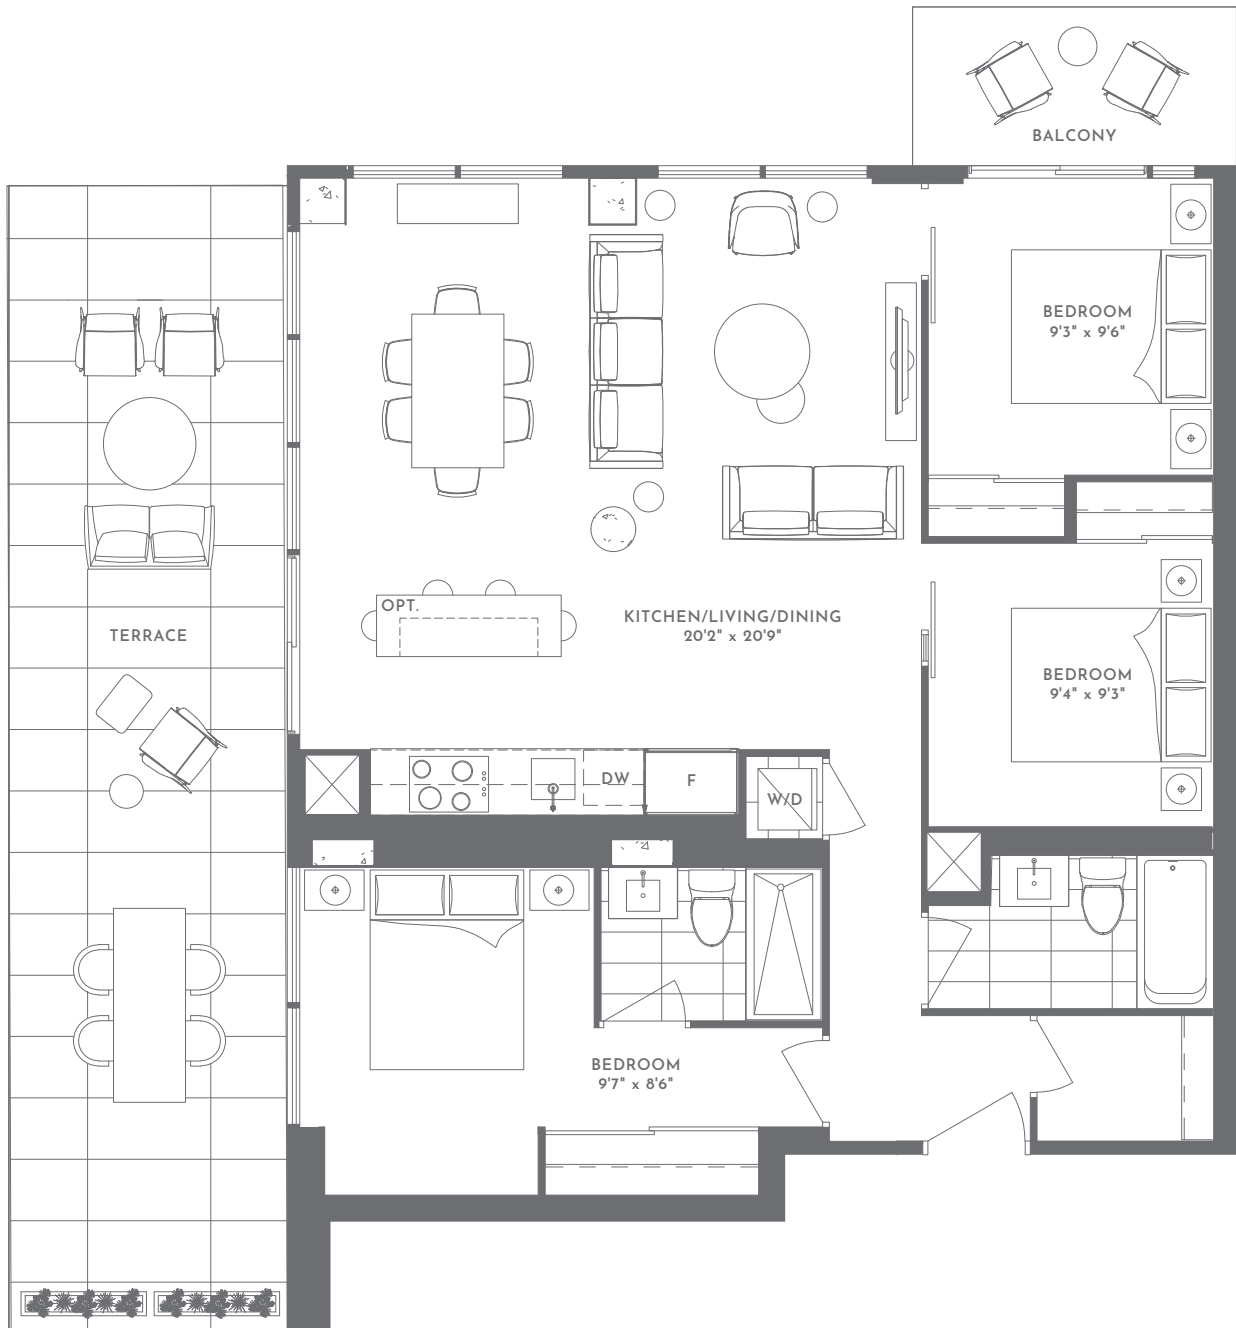 BALCONY
BEDROOM
9'3" x 9'6"
OPT.
KITCHEN/LIVING/DINING
20'2" x 20'9"
TERRACE
BEDROOM
9'4" x 9'3"
DW
F
W/D
BEDROOM
9'7" x 8'6"